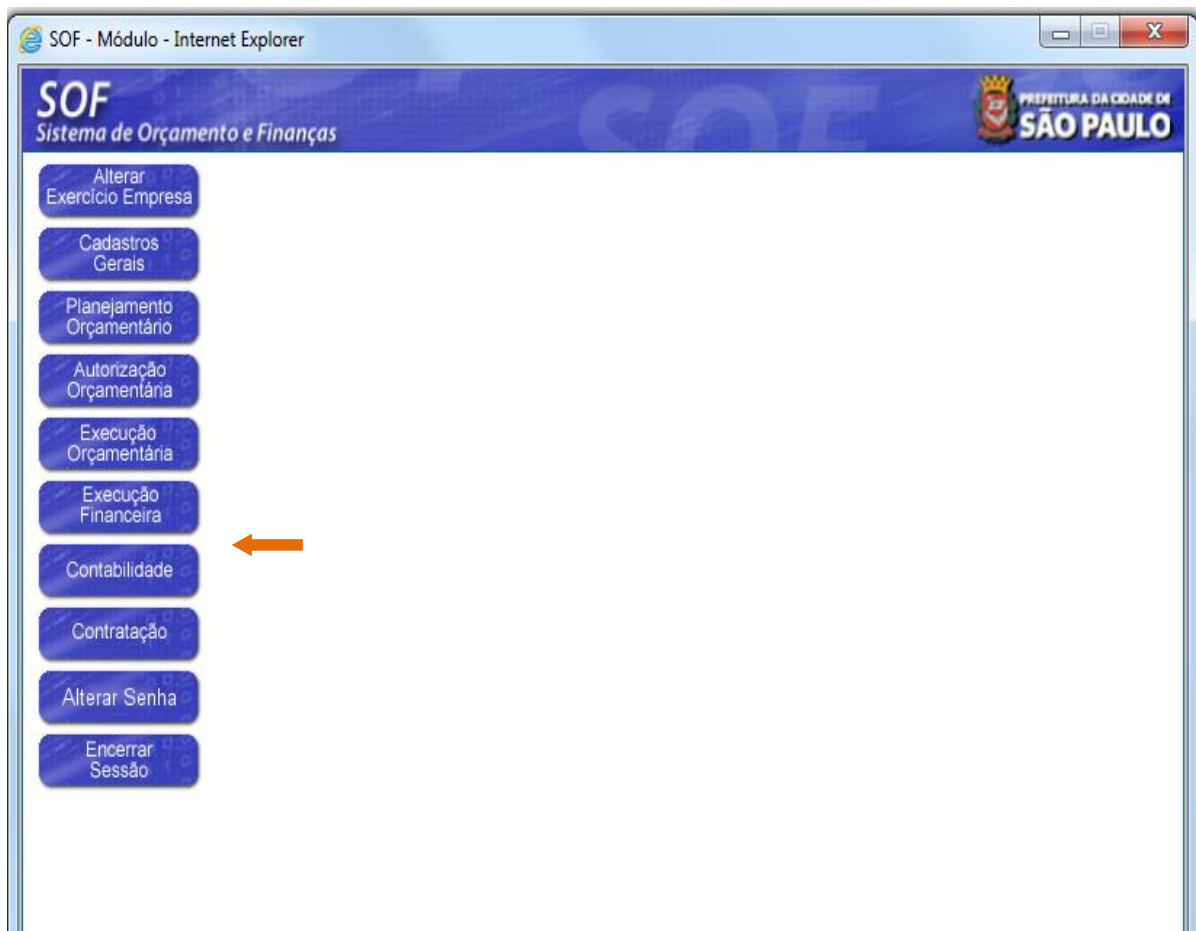 SOF - Módulo - Internet Explorer
SOF
Sistema de Orçamento e Finanças
SOF
PREFEITURA DA CIDADE DE
SÃO PAULO
Alterar
Exercício Empresa
Cadastros
Gerais
Planejamento
Orçamentário
Autorização
Orçamentária
Execução
Orçamentária
Execução
Financeira
Contabilidade
Contratação
Alterar Senha
Encerrar
Sessão